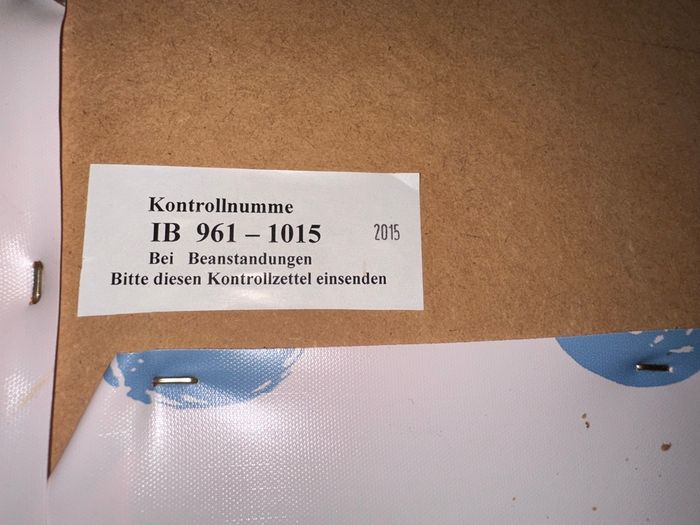 Kontrollnumme
IB 961 – 1015 2015
Bei Beanstandungen
Bitte diesen Kontrollzettel einsenden